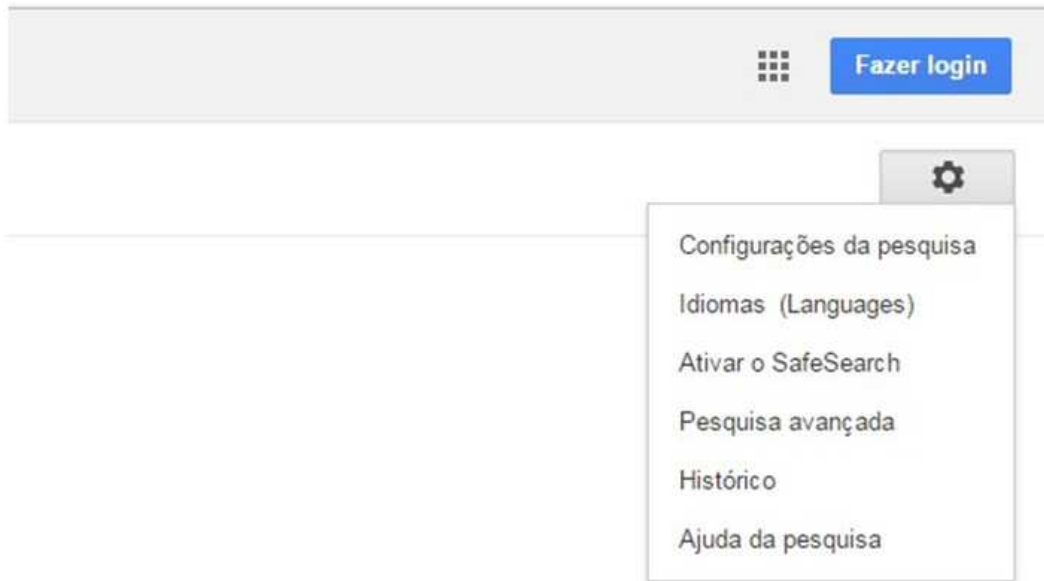 Fazer login
Configurações da pesquisa
Idiomas (Languages)
Ativar o SafeSearch
Pesquisa avançada
Histórico
Ajuda da pesquisa